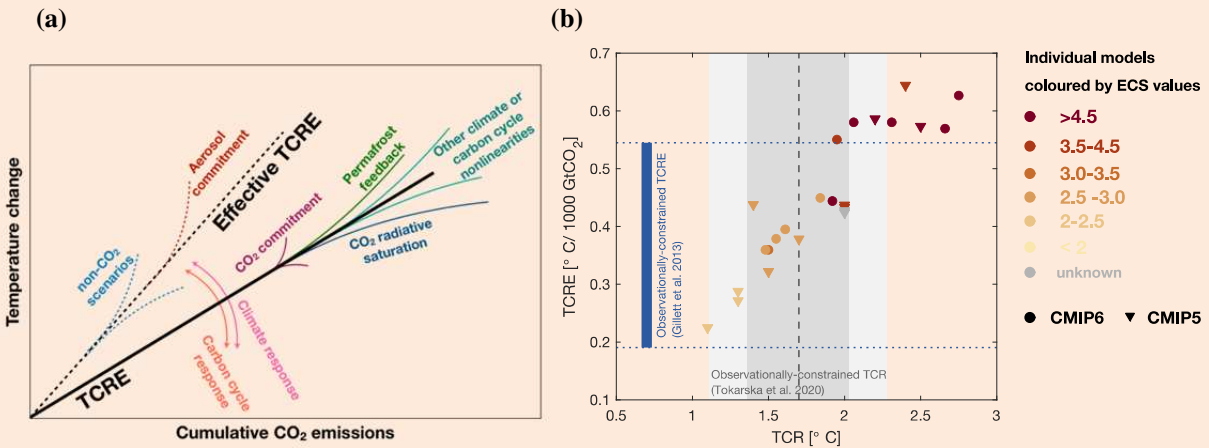 (a)
Temperature change
Cumulative CO2 emissions
TCRE
Effective TCRE
Aerosol
commitment
non-CO2
scenarios
Carbon cycle
response
Climate response
CO2 commitment
Permafrost
feedback
Other climate or
carbon cycle
nonlinearities
CO2 radiative
saturation
(b)
TCRE [° C/ 1000 GtCO2]
0.7
0.6
0.5
0.4
0.3
0.2
0.1
Observationally-constrained TCRE
(Gillett et al. 2013)
Observationally-constrained TCR
(Tokarska et al. 2020)
0.5
1
1.5
2
2.5
3
TCR [° C]
Individual models
coloured by ECS values
>4.5
3.5-4.5
3.0-3.5
2.5 -3.0
2-2.5
< 2
unknown
CMIP6 CMIP5